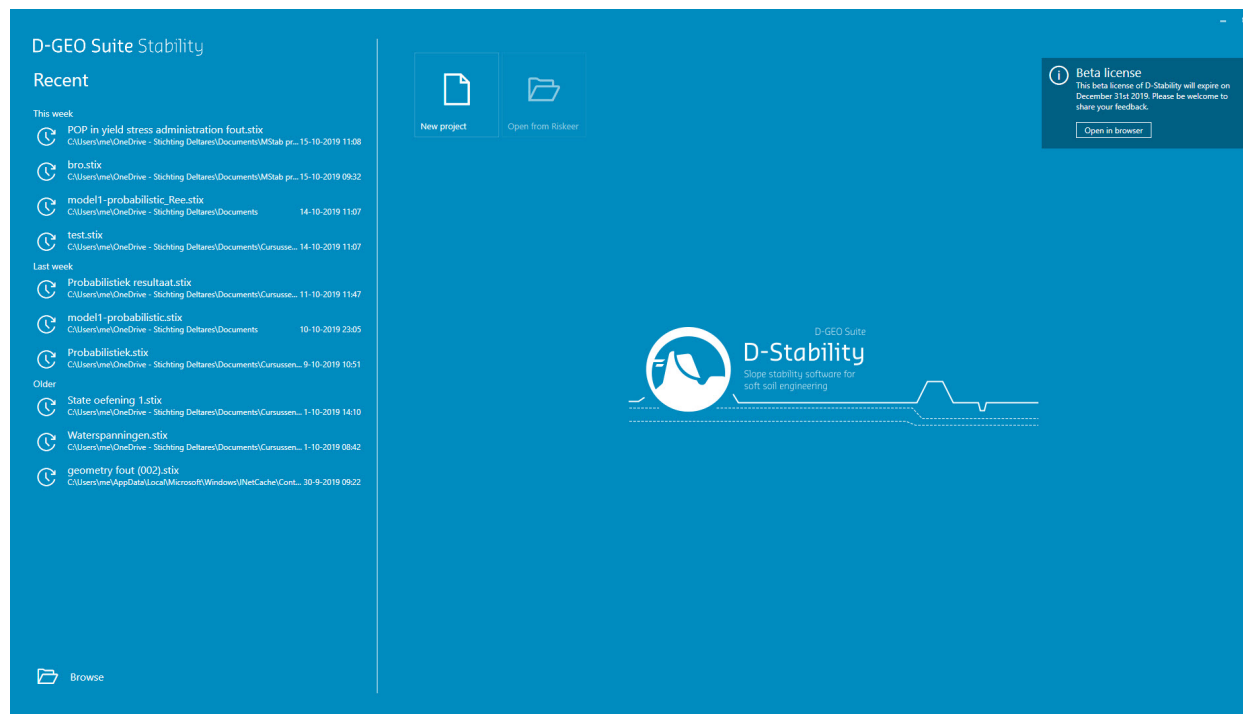 D-GEO Suite Stability
Recent
This week
POP in yield stress administration fout.stix
C:\Users\me\OneDrive - Stichting Deltares\Documents\MStab pr... 15-10-2019 11:08
bro.stix
C:\Users\me\OneDrive - Stichting Deltares\Documents\MStab pr... 15-10-2019 09:32
model1-probabilistic_Ree.stix
C:\Users\me\OneDrive - Stichting Deltares\Documents 14-10-2019 11:07
test.stix
C:\Users\me\OneDrive - Stichting Deltares\Documents\Cursusse... 14-10-2019 11:07
Last week
Probabilistiek resultaat.stix
C:\Users\me\OneDrive - Stichting Deltares\Documents\Cursusse... 11-10-2019 11:47
model1-probabilistic.stix
C:\Users\me\OneDrive - Stichting Deltares\Documents 10-10-2019 23:05
Probabilistiek.stix
C:\Users\me\OneDrive - Stichting Deltares\Documents\Cursussen... 9-10-2019 10:51
Older
State oefening 1.stix
C:\Users\me\OneDrive - Stichting Deltares\Documents\Cursussen... 1-10-2019 14:10
Waterspanningen.stix
C:\Users\me\OneDrive - Stichting Deltares\Documents\Cursussen... 1-10-2019 08:42
geometry fout (002).stix
C:\Users\me\AppData\Local\Microsoft\Windows\INetCache\Cont... 30-9-2019 09:22
Browse
New project
Open from Riskeer
Beta license
This beta license of D-Stability will expire on
December 31st 2019. Please be welcome to
share your feedback.
Open in browser
D-GEO Suite
D-Stability
Slope stability software for
soft soil engineering